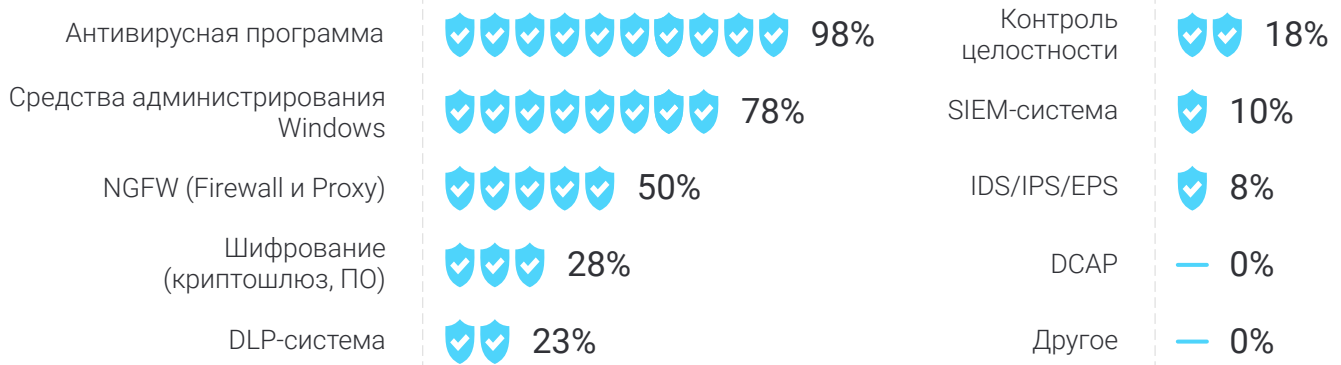 Антивирусная программа
98%
Средства администрирования
Windows
78%
NGFW (Firewall и Proxy)
50%
Шифрование
(криптошлюз, ПО)
28%
DLP-система
23%
Контроль
целостности
18%
SIEM-система
10%
IDS/IPS/EPS
8%
DCAP
0%
Другое
0%